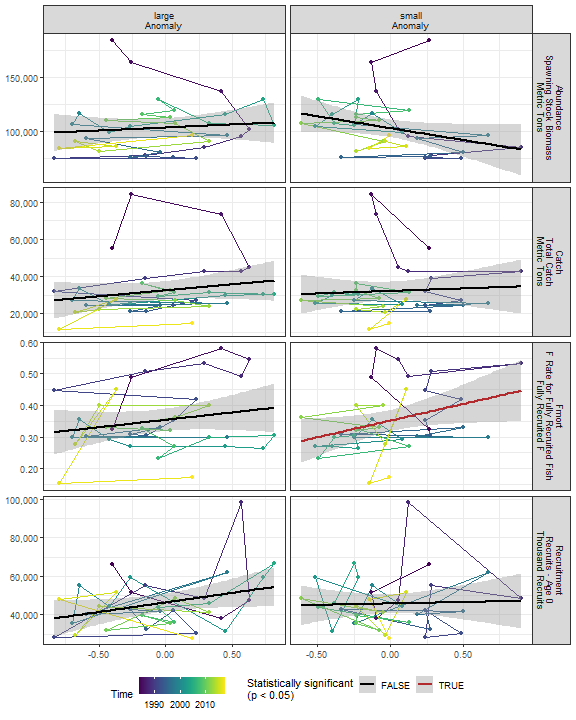 large
Anomaly
small
Anomaly
150,000
100,000
Abundance
Spawning Stock Biomass
Metric Tons
80,000
60,000
40,000
20,000
Catch
Total Catch
Metric Tons
0.60
0.50
0.40
0.30
0.20
Fmort
F Rate for Fully Recruited Fish
Fully Recruited F
100,000
80,000
60,000
40,000
Recruitment
Recruits - Age 0
Thousand Recruits
-0.50 0.00 0.50 -0.50 0.00 0.50
Time
1990 2000 2010
Statistically significant
(p < 0.05)
FALSE TRUE